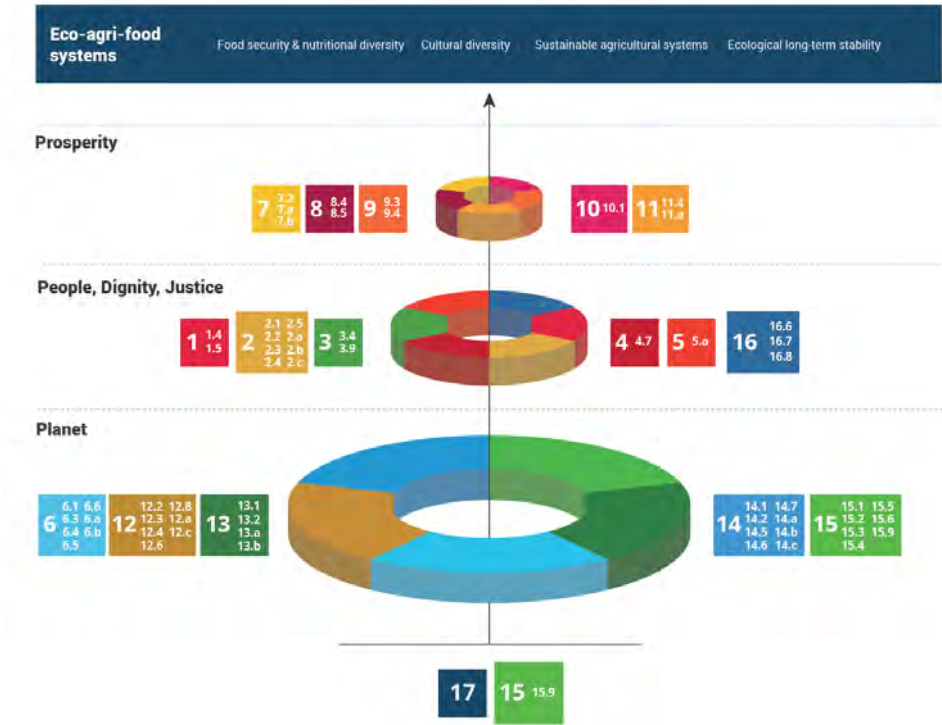 Eco-agri-food
systems
Food security & nutritional diversity Cultural diversity Sustainable agricultural systems Ecological long-term stability
Prosperity
7
7.a
7.b
8
8.4
8.5
9
9.3
9.4
10 10.1
11
11.4
11.a
People, Dignity, Justice
1
1.4
1.5
2
2.1 2.5
2.2 2.a
2.3 2.b
2.4 2.c
3
3.4
3.9
4 4.7
5 5.a
16
16.6
16.7
16.8
Planet
6
6.1 6.6
6.3 6.a
6.4 6.b
6.5
12
12.2 12.8
12.3 12.a
12.4 12.c
12.6
13
13.1
13.2
13.a
13.b
14
14.1 14.7
14.2 14.a
14.5 14.b
14.6 14.c
15
15.1 15.5
15.2 15.6
15.3 15.9
15.4
17
15 15.9